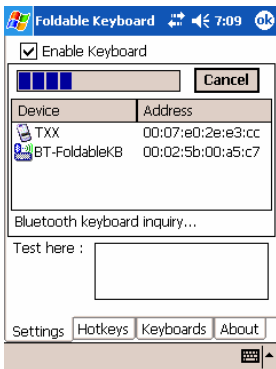 Foldable Keyboard 7:09 ok
Enable Keyboard
Cancel
Device Address
TXX 00:07:e0:2e:e3:cc
BT-FoldableKB 00:02:5b:00:a5:c7
Bluetooth keyboard inquiry...
Test here :
Settings Hotkeys Keyboards About